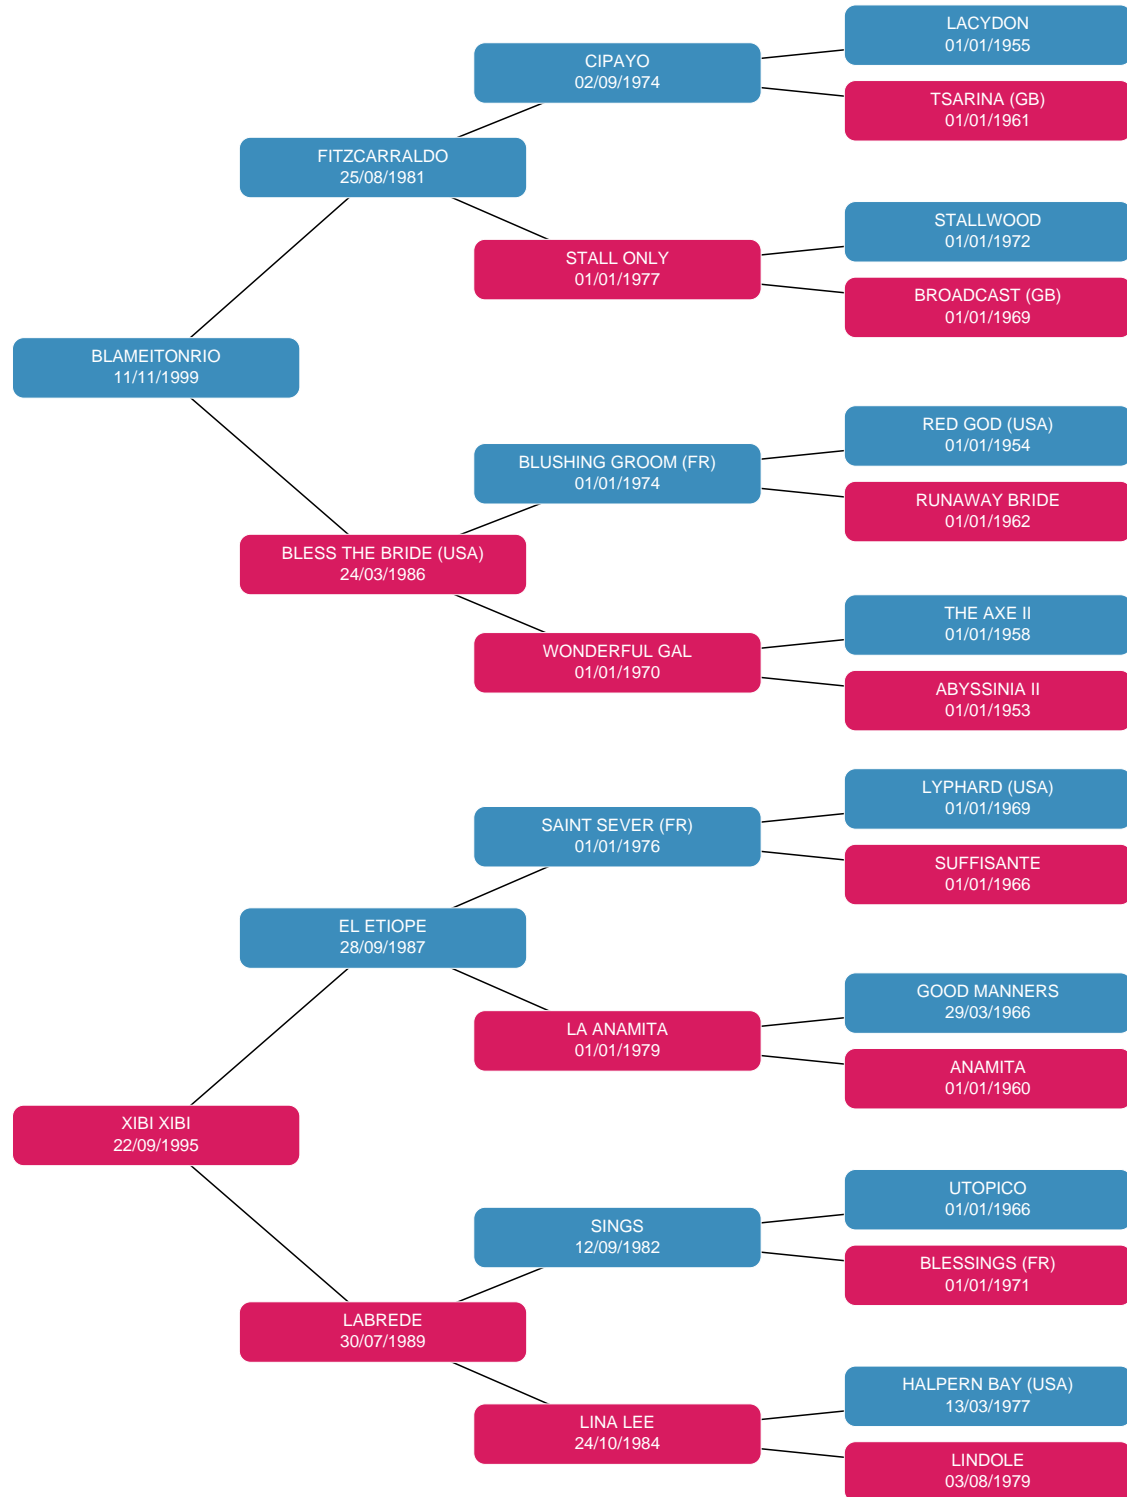 LACYDON
01/01/1955
CIPAYO
02/09/1974
TSARINA (GB)
01/01/1961
FITZCARRALDO
25/08/1981
STALLWOOD
01/01/1972
STALL ONLY
01/01/1977
BROADCAST (GB)
01/01/1969
BLAMEITONRIO
11/11/1999
RED GOD (USA)
01/01/1954
BLUSHING GROOM (FR)
01/01/1974
RUNAWAY BRIDE
01/01/1962
BLESS THE BRIDE (USA)
24/03/1986
THE AXE II
01/01/1958
WONDERFUL GAL
01/01/1970
ABYSSINIA II
01/01/1953
LYPHARD (USA)
01/01/1969
SAINT SEVER (FR)
01/01/1976
SUFFISANTE
01/01/1966
EL ETIOPE
28/09/1987
GOOD MANNERS
29/03/1966
LA ANAMITA
01/01/1979
ANAMITA
01/01/1960
XIBI XIBI
22/09/1995
UTOPICO
01/01/1966
SINGS
12/09/1982
BLESSINGS (FR)
01/01/1971
LABREDE
30/07/1989
HALPERN BAY (USA)
13/03/1977
LINA LEE
24/10/1984
LINDOLE
03/08/1979